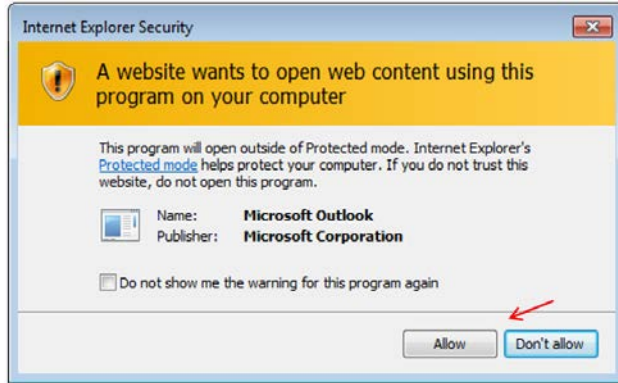 Internet Explorer Security
A website wants to open web content using this
program on your computer
This program will open outside of Protected mode. Internet Explorer's
Protected mode helps protect your computer. If you do not trust this
website, do not open this program.
Name: Microsoft Outlook
Publisher: Microsoft Corporation
Do not show me the warning for this program again
Allow Don't allow